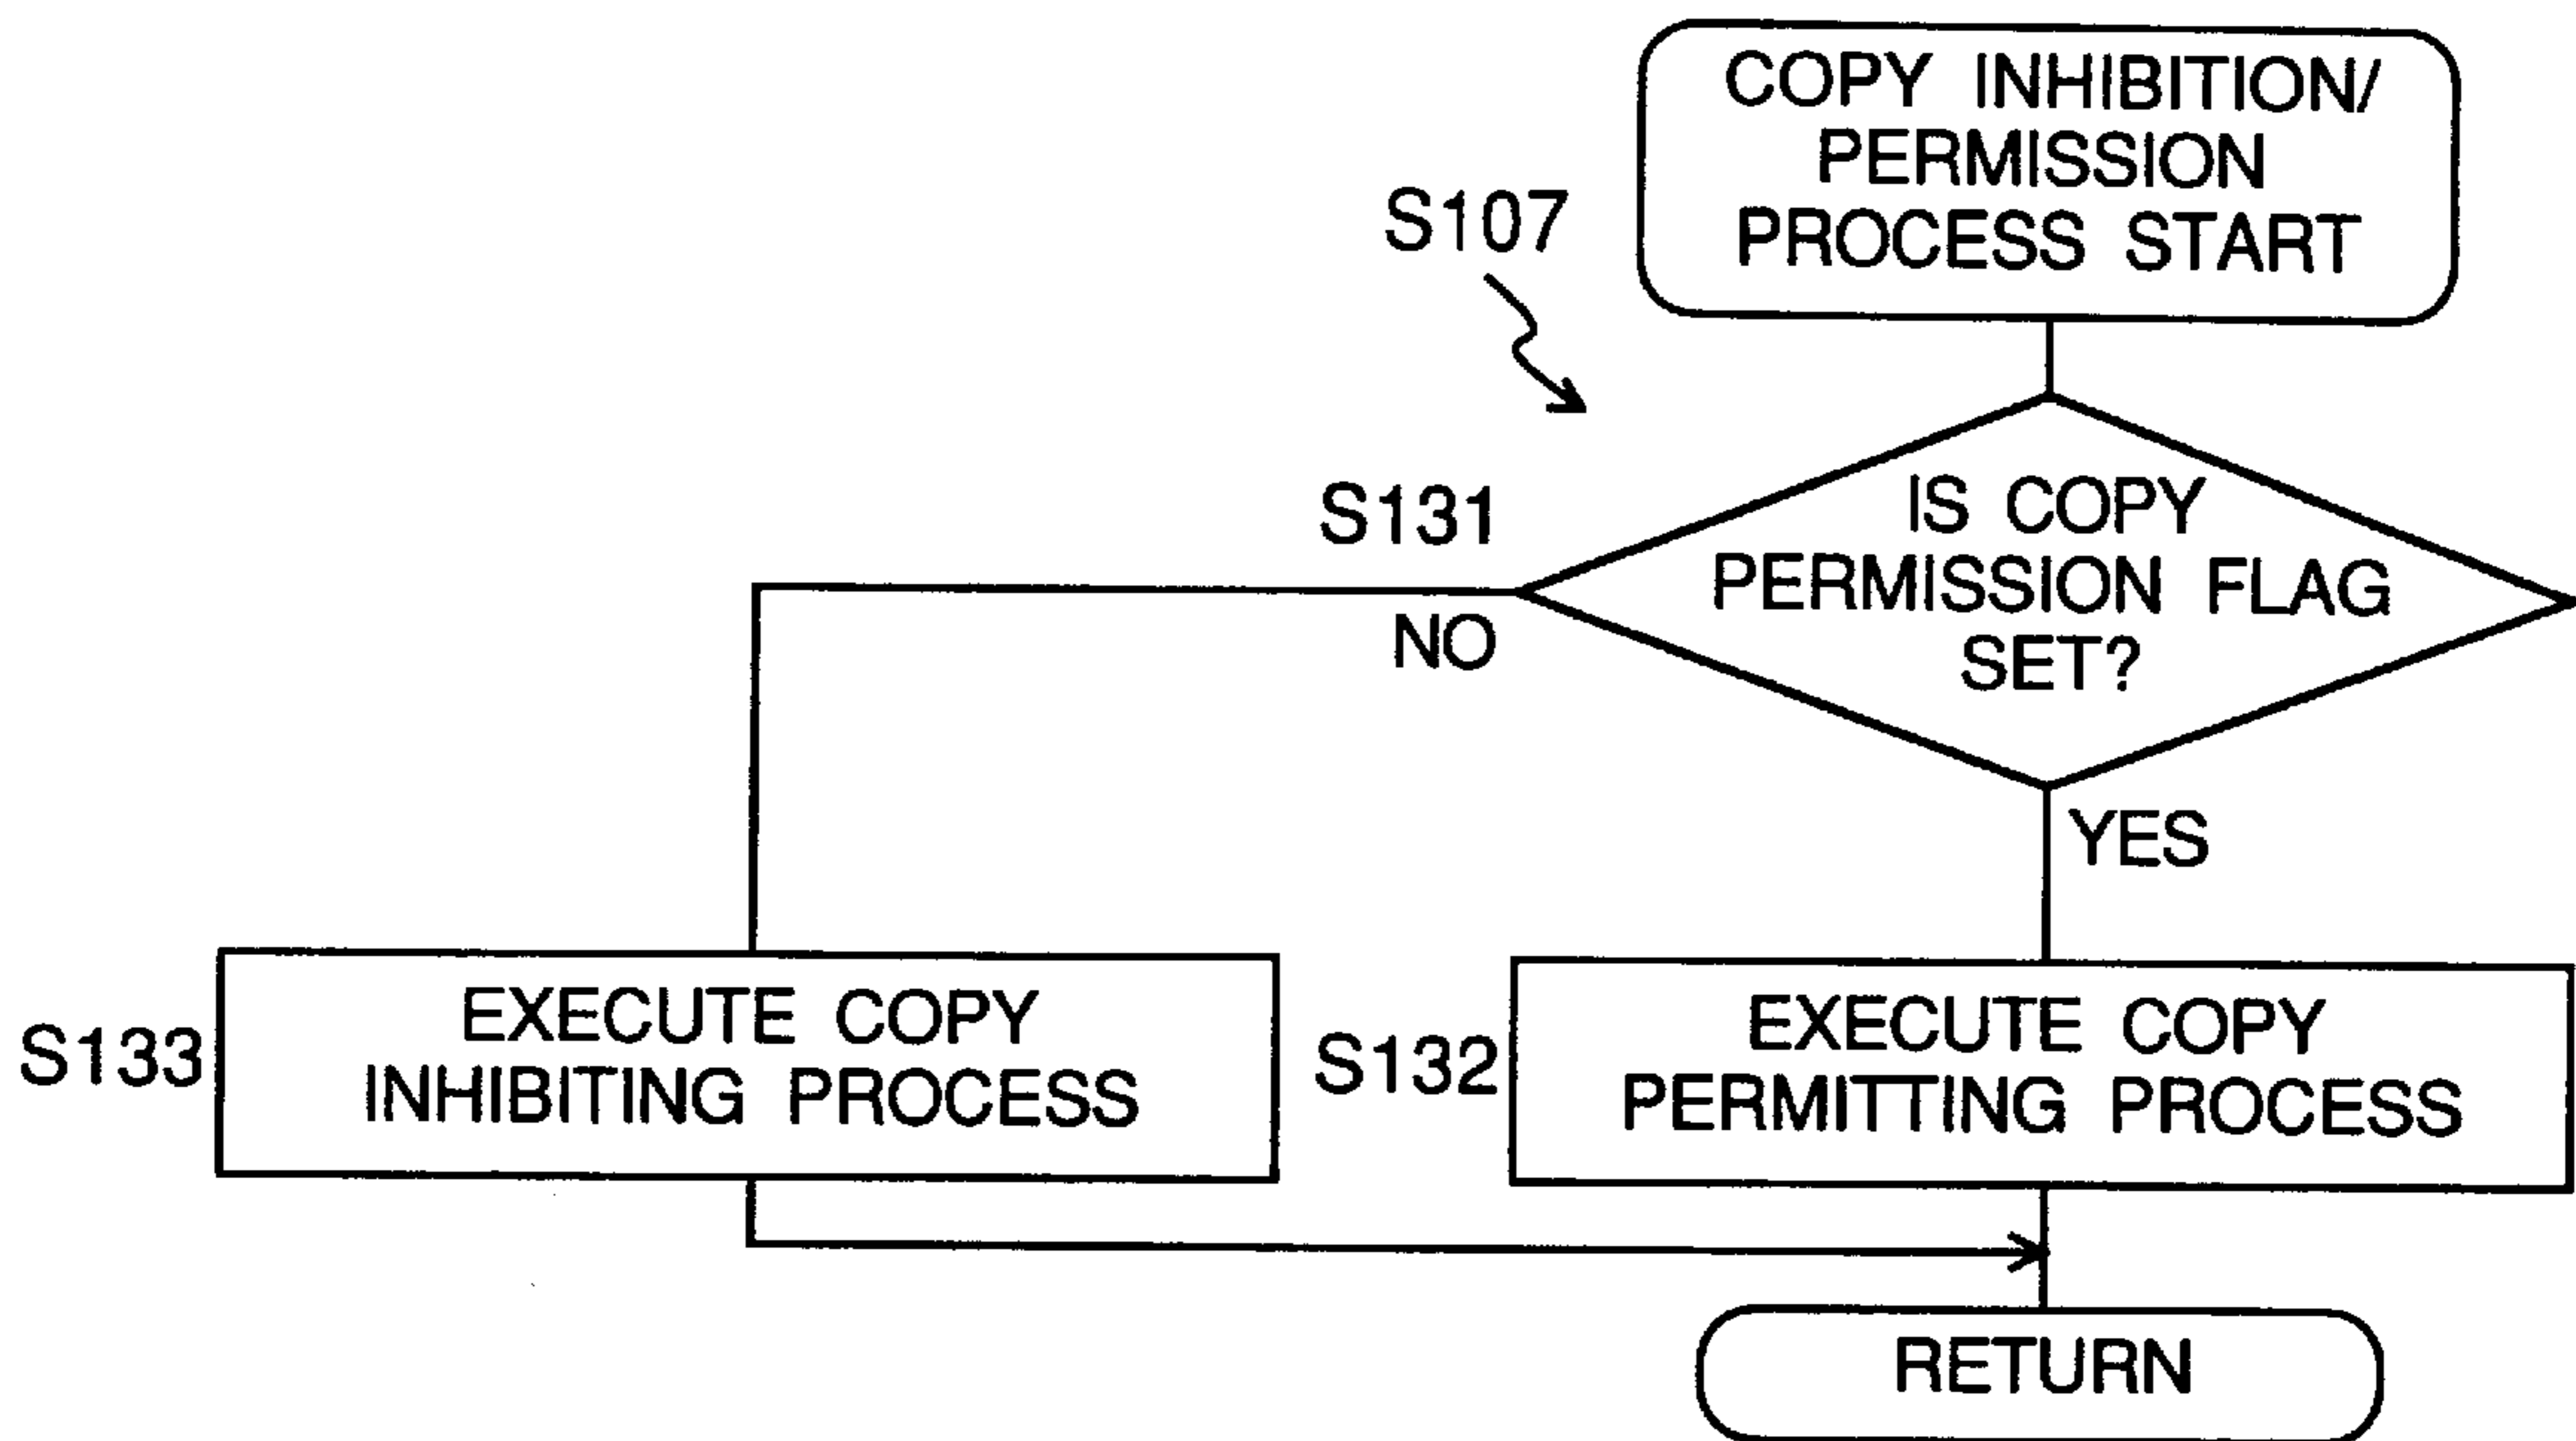 COPY INHIBITION/
PERMISSION
PROCESS START
S107
S131
IS COPY
PERMISSION FLAG
SET?
NO
YES
S133
EXECUTE COPY
INHIBITING PROCESS
S132
EXECUTE COPY
PERMITTING PROCESS
RETURN